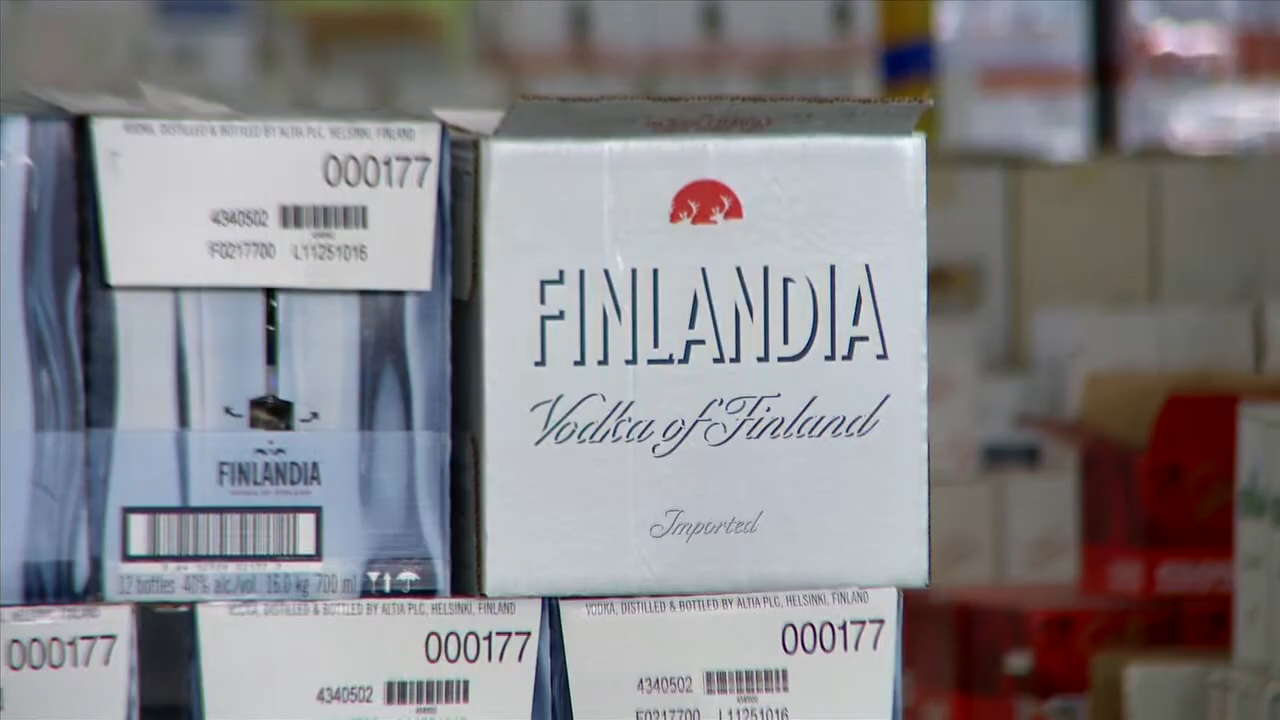 VODKA, DISTILLED & BOTTLED BY ALTIA PLC, HELSINKI, FINLAND
000177
4340502
F0217700 L11251016
FINLANDIA
12 bottles 40% alc/vol 16.0 kg 700 ml
FINLANDIA
Vodka of Finland
Imported
HELSINKI, FINLAND
000177
VODKA, DISTILLED & BOTTLED BY ALTIA PLC, HELSINKI, FINLAND
000177
4340502
VODKA, DISTILLED & BOTTLED BY ALTIA PLC, HELSINKI, FINLAND
000177
4340502
F0217700 L11251016